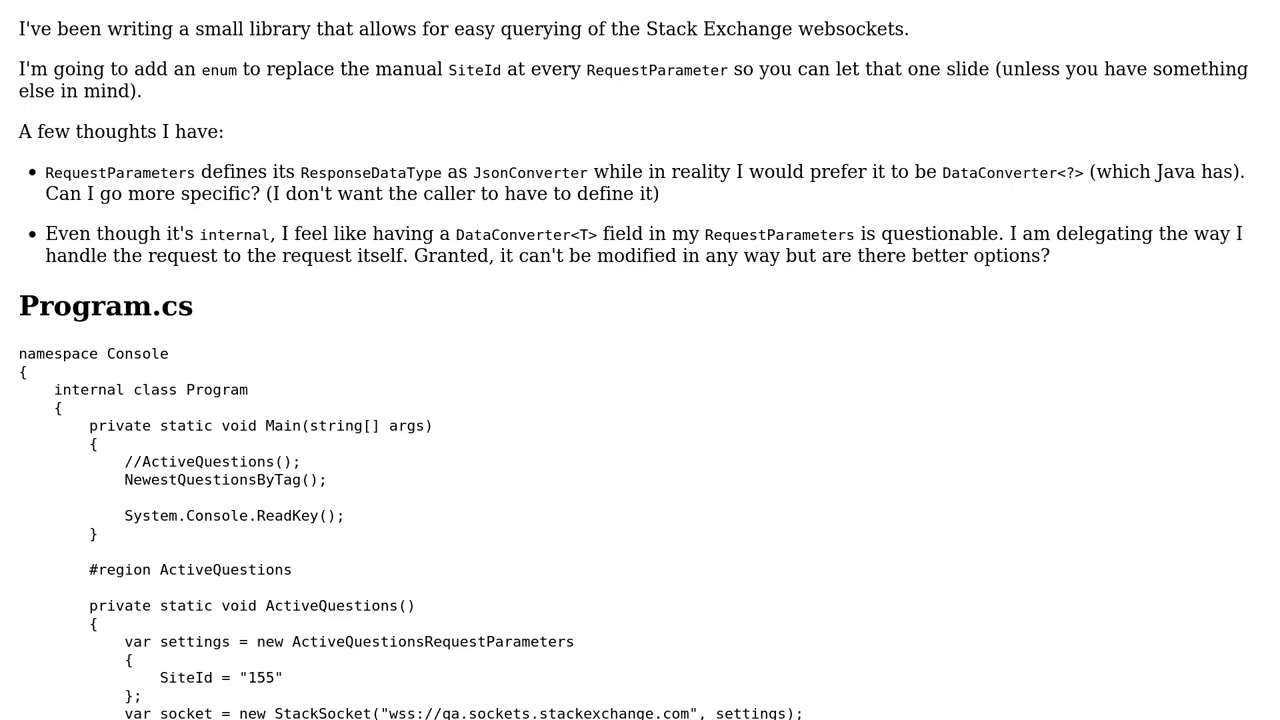 I've been writing a small library that allows for easy querying of the Stack Exchange websockets.
I'm going to add an enum to replace the manual SiteId at every RequestParameter so you can let that one slide (unless you have something
else in mind).
A few thoughts I have:
• RequestParameters defines its ResponseDataType as JsonConverter while in reality I would prefer it to be DataConverter<?> (which Java has).
Can I go more specific? (I don't want the caller to have to define it)
• Even though it's internal, I feel like having a DataConverter<T> field in my RequestParameters is questionable. I am delegating the way I
handle the request to the request itself. Granted, it can't be modified in any way but are there better options?
Program.cs
namespace Console
{
    internal class Program
    {
        private static void Main(string[] args)
        {
            //ActiveQuestions();
            NewestQuestionsByTag();
            System.Console.ReadKey();
        }
        #region ActiveQuestions
        private static void ActiveQuestions()
        {
            var settings = new ActiveQuestionsRequestParameters
            {
                SiteId = "155"
            };
            var socket = new StackSocket("wss://qa.sockets.stackexchange.com", settings);